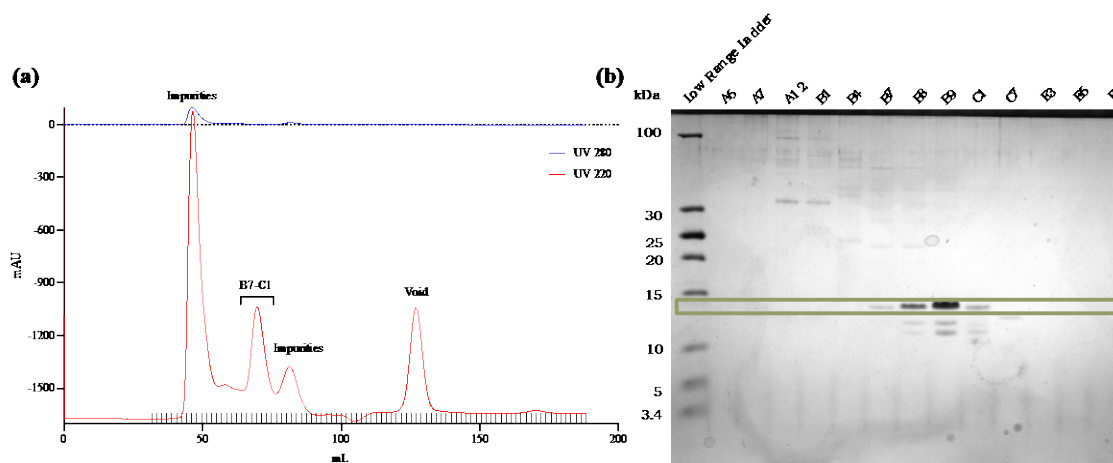 (a)
Impurities
0
-300
-600
-900
-1200
-1500
mAU
UV 280
UV 220
B7-C1
Impurities
Void
0
50
100
150
200
mL
(b)
kDa
Low Range Ladder
A5
A7
A12
B1
B4
B7
B8
B9
C1
C7
E3
100
30
25
20
15
10
5
3.4